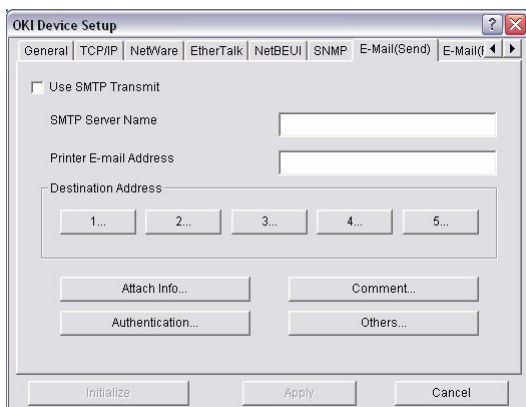 OKI Device Setup
General TCP/IP NetWare EtherTalk NetBEUI SNMP E-Mail(Send) E-Mail(
Use SMTP Transmit
SMTP Server Name
Printer E-mail Address
Destination Address
1... 2... 3... 4... 5...
Attach Info... Comment...
Authentication... Others...
Initialize Apply Cancel